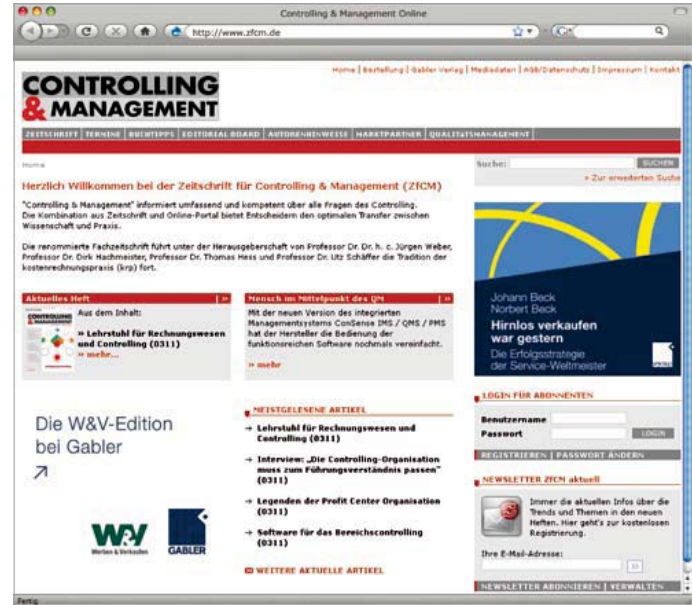 Controlling & Management Online
http://www.zfcm.de
Home | Bestellung | Gabler Verlag | Mediadaten | AGB/Datenschutz | Impressum | Kontakt
CONTROLLING
& MANAGEMENT
ZEITSCHRIFT | TERMINE | BUCHTIPPS | EDITORIAL BOARD | AUTORENHINWEISE | MARKTPARTNER | QUALITÄTSMANAGEMENT |
Home
Herzlich Willkommen bei der Zeitschrift für Controlling & Management (ZfCM)
"Controlling & Management" informiert umfassend und kompetent über alle Fragen des Controlling.
Die Kombination aus Zeitschrift und Online-Portal bietet Entscheidern den optimalen Transfer zwischen
Wissenschaft und Praxis.
Die renommierte Fachzeitschrift führt unter der Herausgeberschaft von Professor Dr. Dr. h. c. Jürgen Weber,
Professor Dr. Dirk Hachmeister, Professor Dr. Thomas Hess und Professor Dr. Utz Schäffer die Tradition der
kostenrechnungspraxis (krp) fort.
Aktuelles Heft | »
Aus dem Inhalt:
» Lehrstuhl für Rechnungswesen
und Controlling (0311)
» mehr...
Mensch im Mittelpunkt des QM | »
Mit der neuen Version des integrierten
Managementsystems ConSense IMS / QMS / PMS
hat der Hersteller die Bedienung der
funktionsreichen Software nochmals vereinfacht.
» mehr
Die W&V-Edition
bei Gabler
W&V
Werben & Verkaufen
GABLER
MEISTGELESENE ARTIKEL
→ Lehrstuhl für Rechnungswesen und
Controlling (0311)
→ Interview: „Die Controlling-Organisation
muss zum Führungsverständnis passen"
(0311)
→ Legenden der Profit Center Organisation
(0311)
→ Software für das Bereichscontrolling
(0311)
WEITERE AKTUELLE ARTIKEL
Suche:
SUCHEN
» Zur erweiterten Suche
Johann Beck
Norbert Beck
Hirnlos verkaufen
war gestern
Die Erfolgsstrategie
der Service-Weltmeister
LOGIN FÜR ABONNENTEN
Benutzername
Passwort
LOGIN
REGISTRIEREN | PASSWORT ÄNDERN
NEWSLETTER ZfCM aktuell
Immer die aktuellen Infos über die
Trends und Themen in den neuen
Heften. Hier geht's zur kostenlosen
Registrierung.
Ihre E-Mail-Adresse:
»
NEWSLETTER ABONNIEREN | VERWALTEN
Fertig